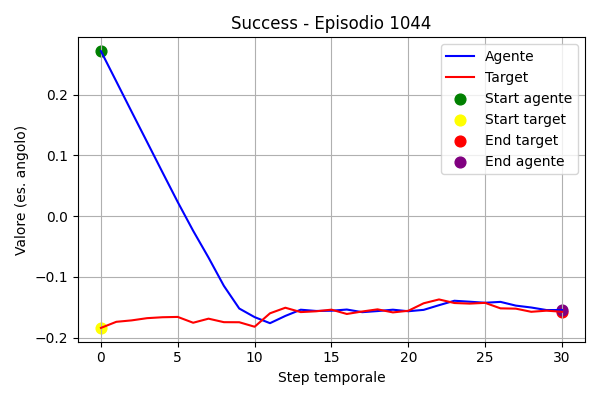 Success - Episodio 1044
Agente
Target
Start agente
Start target
End target
End agente
Valore (es. angolo)
0.2
0.1
0.0
−0.1
−0.2
0
5
10
15
20
25
30
Step temporale